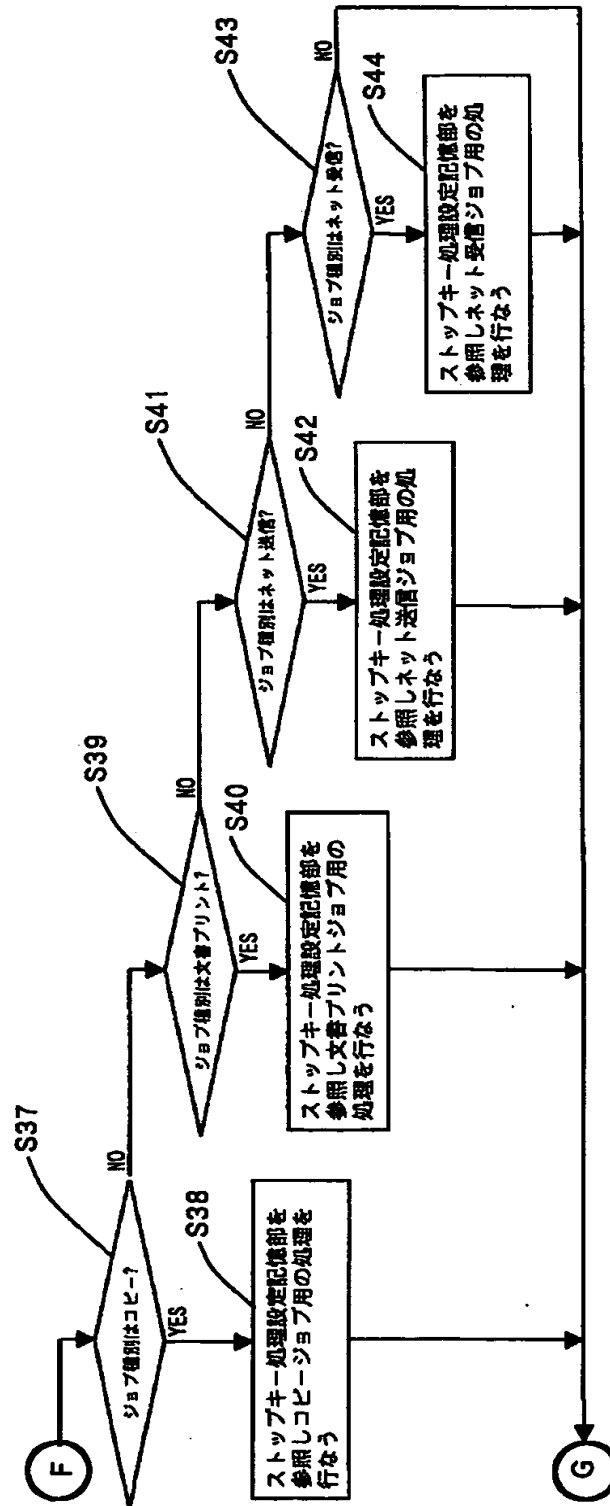 F
ジョブ種別はコピー?
S37
NO
YES
S38
ストップキー処理設定記憶部を
参照しコピージョブ用の処理を
行なう
ジョブ種別は文書プリント?
S39
NO
YES
S40
ストップキー処理設定記憶部を
参照し文書プリントジョブ用の
処理を行なう
ジョブ種別はネット送信?
S41
NO
YES
S42
ストップキー処理設定記憶部を
参照しネット送信ジョブ用の処
理を行なう
ジョブ種別はネット受信?
S43
NO
YES
S44
ストップキー処理設定記憶部を
参照しネット受信ジョブ用の処
理を行なう
G